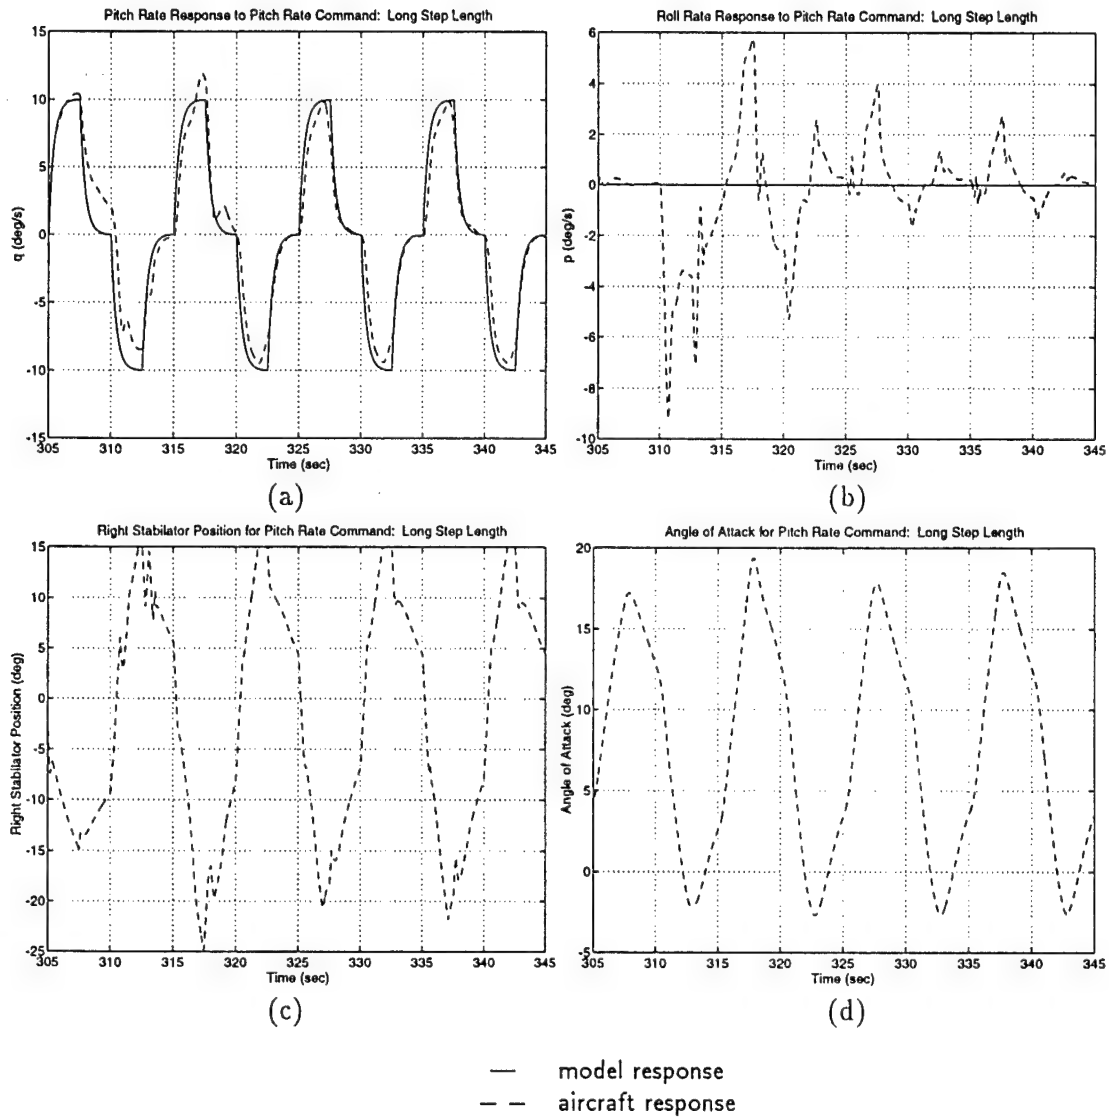 Pitch Rate Response to Pitch Rate Command: Long Step Length
15
10
5
0
-5
-10
-15
q (deg/s)
305 310 315 320 325 330 335 340 345
Time (sec)
(a)
Roll Rate Response to Pitch Rate Command: Long Step Length
6
4
2
0
-2
-4
-6
-8
-10
p (deg/s)
305 310 315 320 325 330 335 340 345
Time (sec)
(b)
Right Stabilator Position for Pitch Rate Command: Long Step Length
15
10
5
0
-5
-10
-15
-20
-25
Right Stabilator Position (deg)
305 310 315 320 325 330 335 340 345
Time (sec)
(c)
Angle of Attack for Pitch Rate Command: Long Step Length
20
15
10
5
0
-5
Angle of Attack (deg)
305 310 315 320 325 330 335 340 345
Time (sec)
(d)
model response
aircraft response